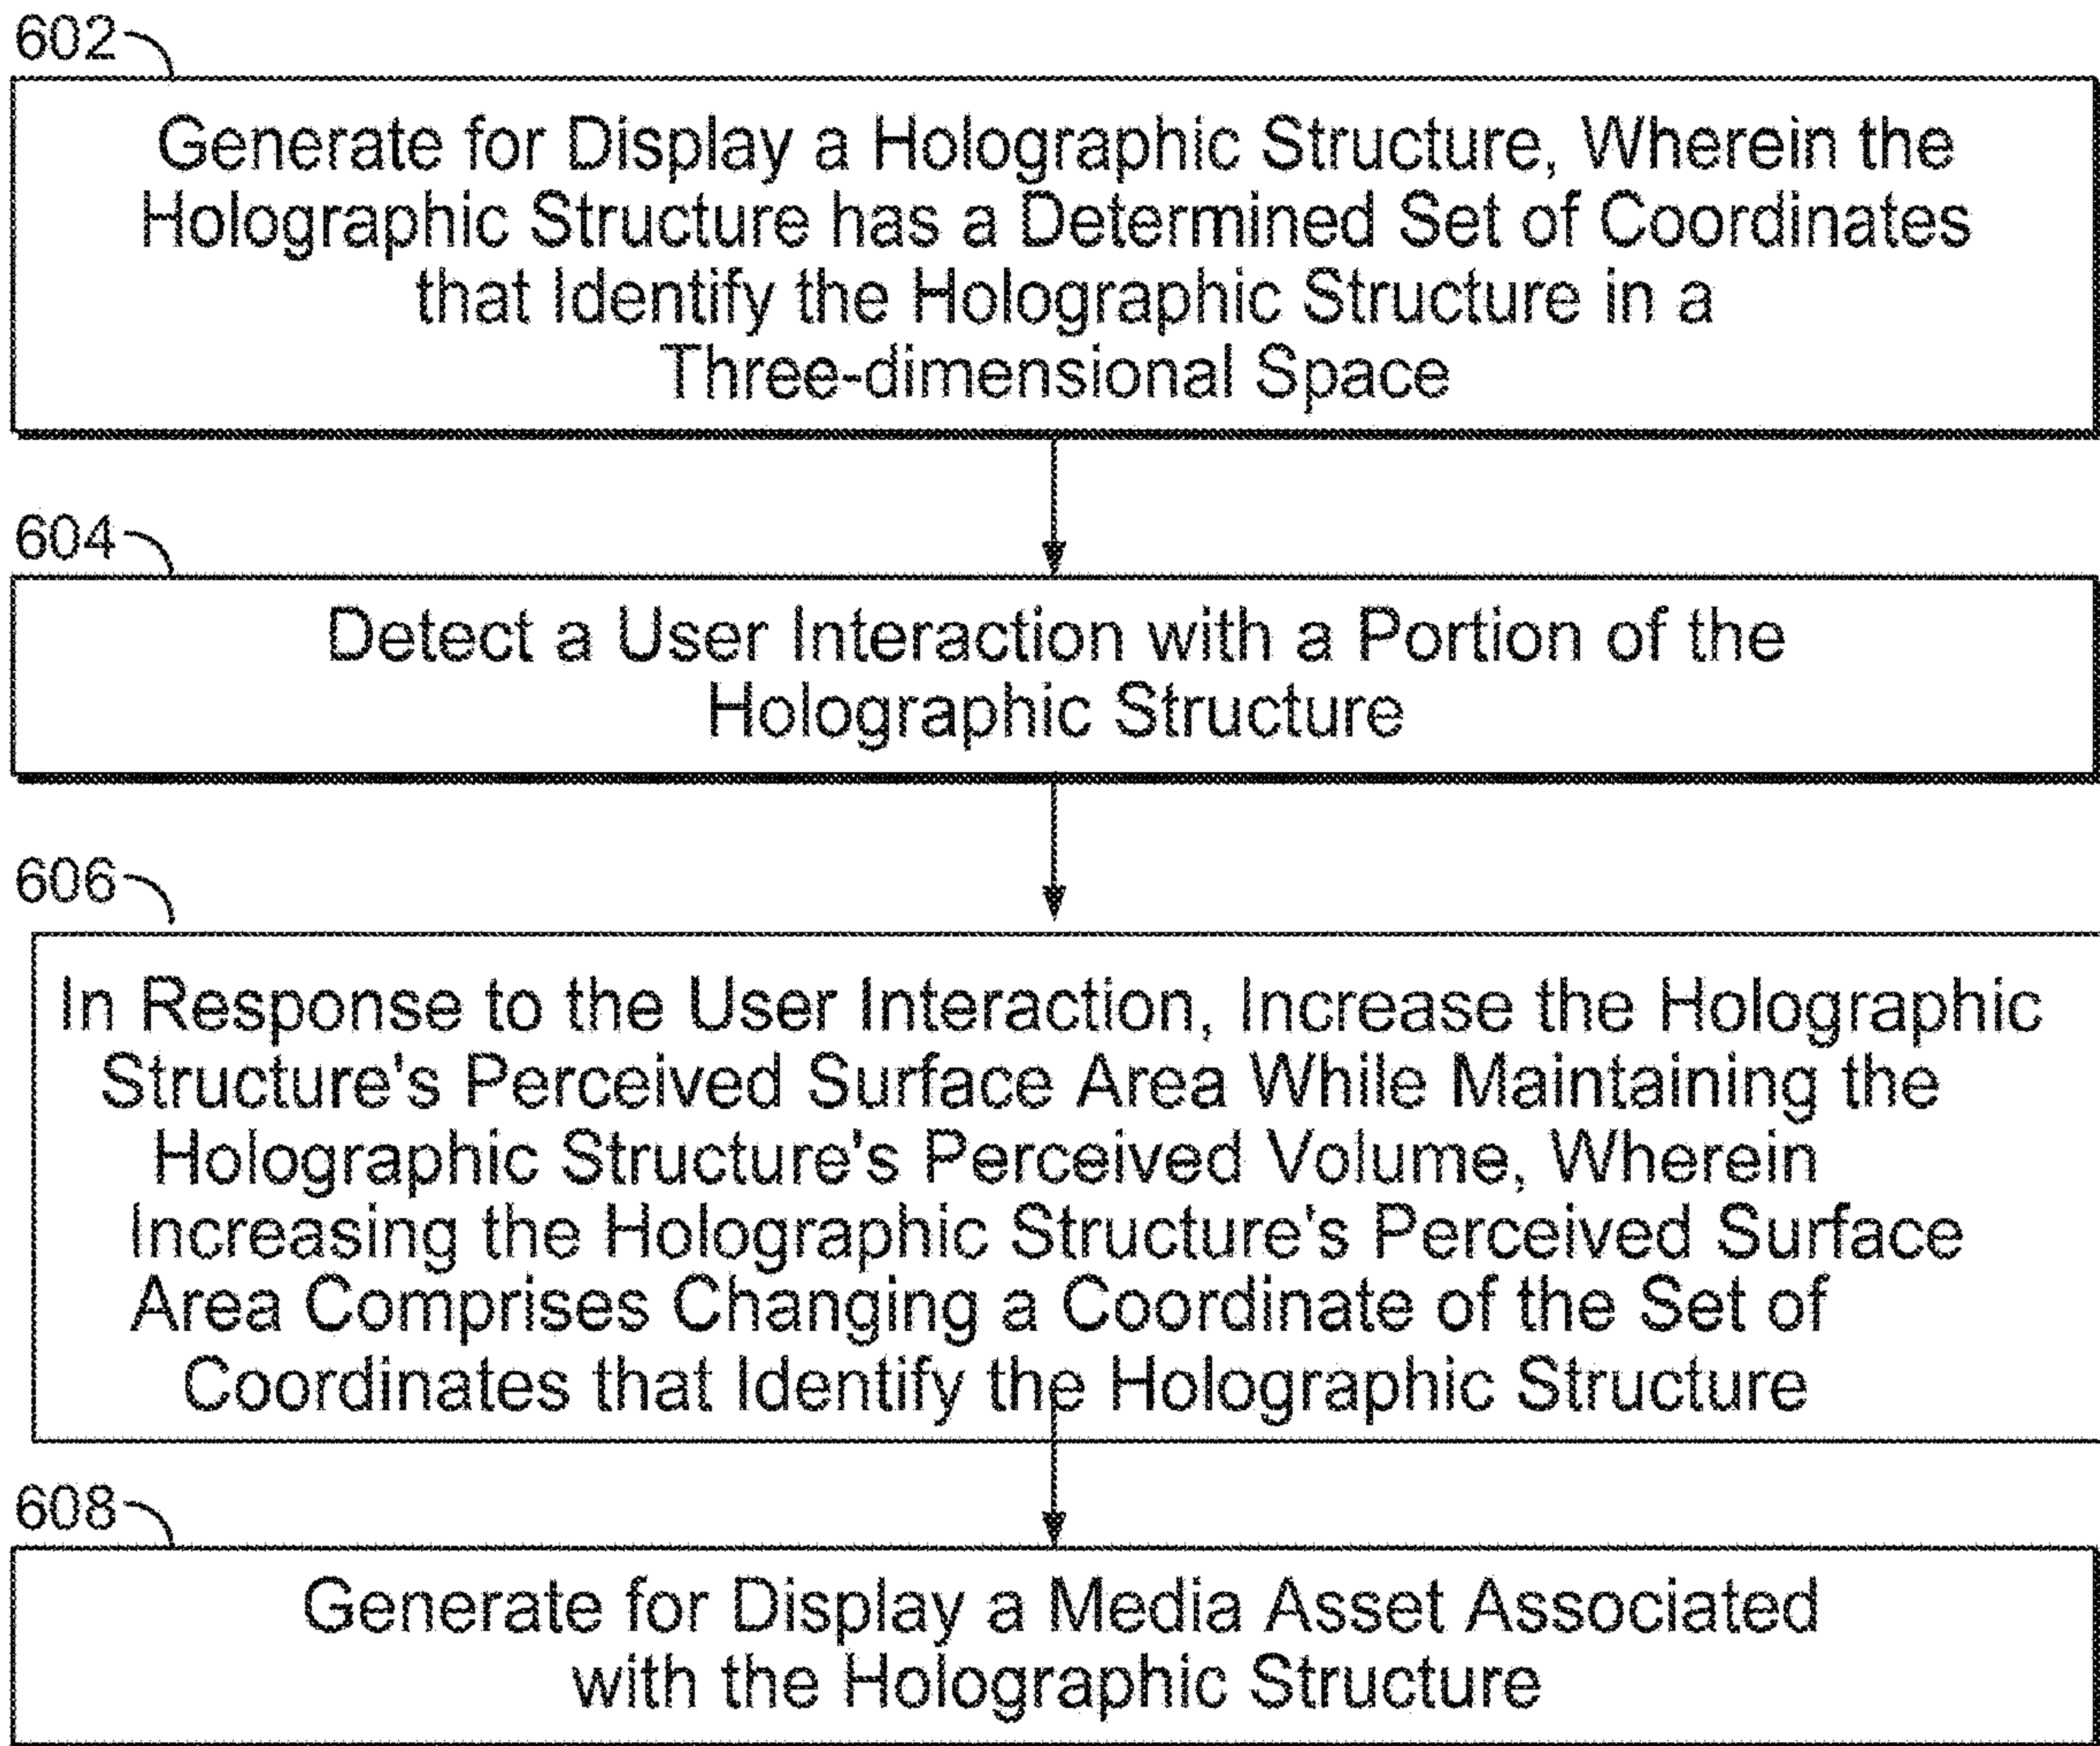 602
Generate for Display a Holographic Structure, Wherein the
Holographic Structure has a Determined Set of Coordinates
that Identify the Holographic Structure in a
Three-dimensional Space
604
Detect a User Interaction with a Portion of the
Holographic Structure
606
In Response to the User Interaction, Increase the Holographic
Structure's Perceived Surface Area While Maintaining the
Holographic Structure's Perceived Volume, Wherein
Increasing the Holographic Structure's Perceived Surface
Area Comprises Changing a Coordinate of the Set of
Coordinates that Identify the Holographic Structure
608
Generate for Display a Media Asset Associated
with the Holographic Structure